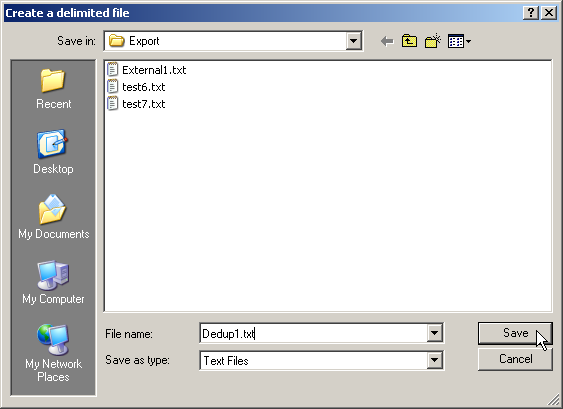 Create a delimited file
Save in:
Export
Recent
Desktop
My Documents
My Computer
My Network
Places
External1.txt
test6.txt
test7.txt
File name:
Dedup1.txt
Save
Save as type:
Text Files
Cancel